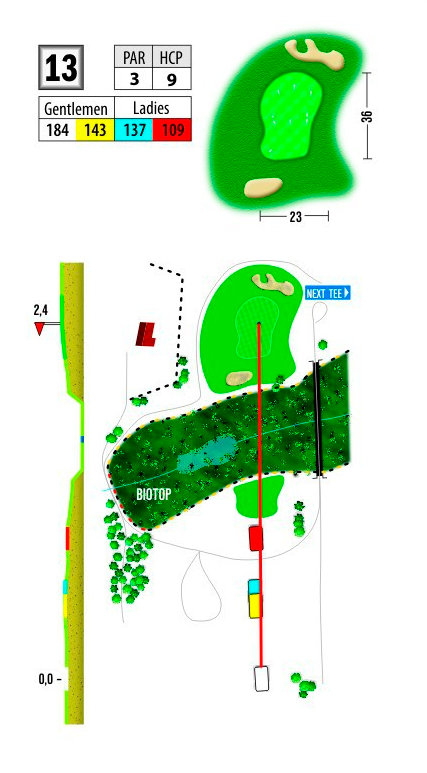 13
PAR HCP
3 9
Gentlemen Ladies
184 143 137 109
36
23
NEXT TEE
2,4
BIOTOP
0,0 -